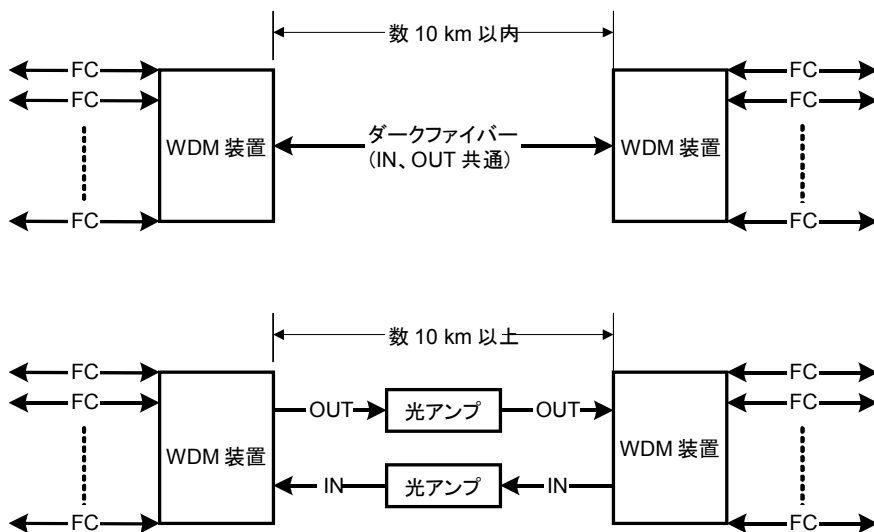 数 10 km 以内
FC
FC
FC
FC
WDM 装置
ダークファイバー
(IN、OUT 共通)
WDM 装置
FC
FC
数 10 km 以上
FC
FC
FC
FC
OUT
光アンプ
OUT
WDM 装置
WDM 装置
IN
光アンプ
IN
FC
FC